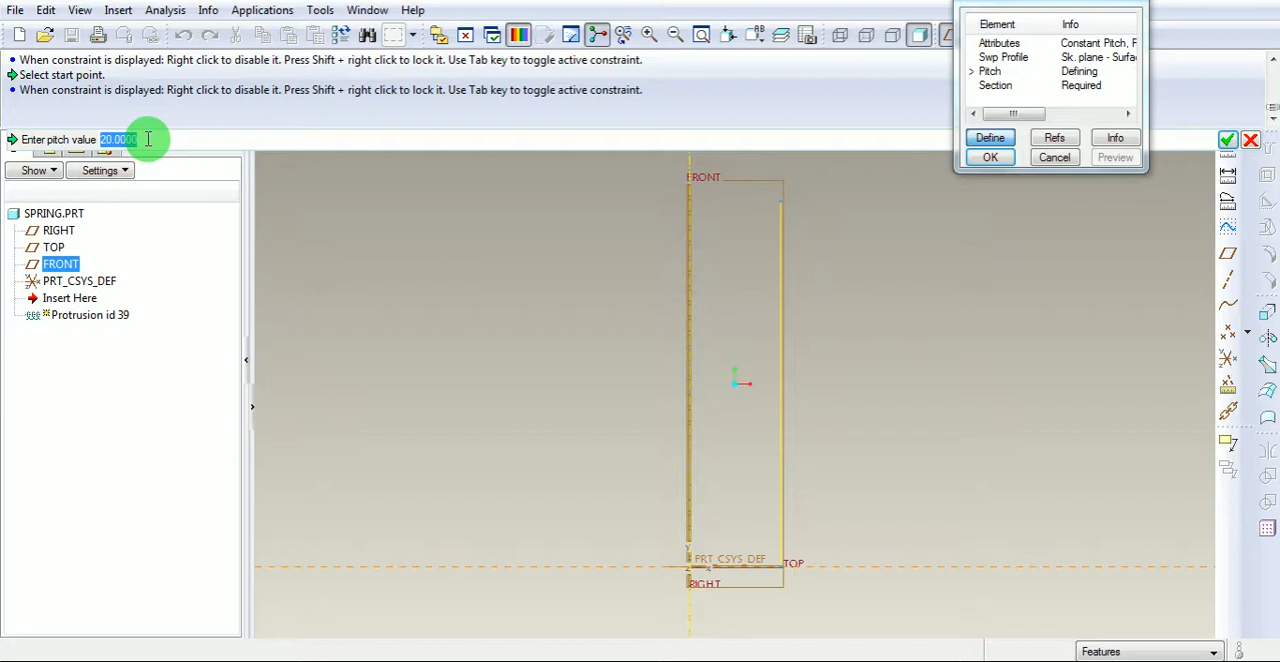 File Edit View Insert Analysis Info Applications Tools Window Help
When constraint is displayed: Right click to disable it. Press Shift + right click to lock it. Use Tab key to toggle active constraint.
Select start point.
When constraint is displayed: Right click to disable it. Press Shift + right click to lock it. Use Tab key to toggle active constraint.
Enter pitch value 20.0000
Element Info
Attributes Constant Pitch, F
Swp Profile Sk. plane - Surfa
> Pitch Defining
Section Required
Define Refs Info
OK Cancel Preview
Show Settings
SPRING.PRT
RIGHT
TOP
FRONT
PRT_CSYS_DEF
Insert Here
Protrusion id 39
FRONT
Y
PRT_CSYS_DEF
TOP
RIGHT
Features